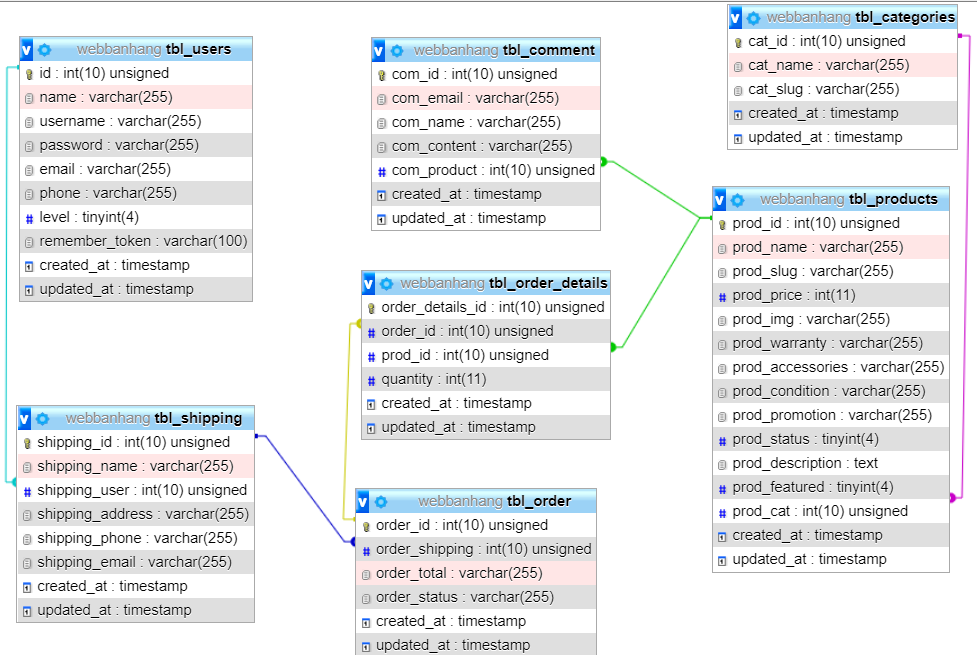 webbanhang tbl_users
id : int(10) unsigned
name : varchar(255)
username : varchar(255)
password : varchar(255)
email : varchar(255)
phone : varchar(255)
level : tinyint(4)
remember_token : varchar(100)
created_at : timestamp
updated_at : timestamp
webbanhang tbl_comment
com_id : int(10) unsigned
com_email : varchar(255)
com_name : varchar(255)
com_content : varchar(255)
com_product : int(10) unsigned
created_at : timestamp
updated_at : timestamp
webbanhang tbl_categories
cat_id : int(10) unsigned
cat_name : varchar(255)
cat_slug : varchar(255)
created_at : timestamp
updated_at : timestamp
webbanhang tbl_products
prod_id : int(10) unsigned
prod_name : varchar(255)
prod_slug : varchar(255)
prod_price : int(11)
prod_img : varchar(255)
prod_warranty : varchar(255)
prod_accessories : varchar(255)
prod_condition : varchar(255)
prod_promotion : varchar(255)
prod_status : tinyint(4)
prod_description : text
prod_featured : tinyint(4)
prod_cat : int(10) unsigned
created_at : timestamp
updated_at : timestamp
webbanhang tbl_order_details
order_details_id : int(10) unsigned
order_id : int(10) unsigned
prod_id : int(10) unsigned
quantity : int(11)
created_at : timestamp
updated_at : timestamp
webbanhang tbl_shipping
shipping_id : int(10) unsigned
shipping_name : varchar(255)
shipping_user : int(10) unsigned
shipping_address : varchar(255)
shipping_phone : varchar(255)
shipping_email : varchar(255)
created_at : timestamp
updated_at : timestamp
webbanhang tbl_order
order_id : int(10) unsigned
order_shipping : int(10) unsigned
order_total : varchar(255)
order_status : varchar(255)
created_at : timestamp
updated_at : timestamp